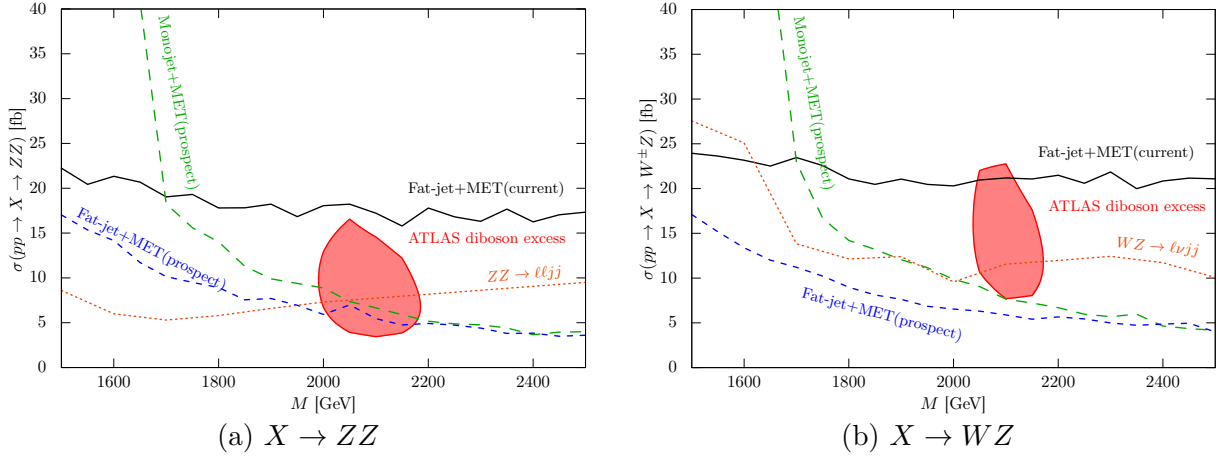 σ(pp → X → ZZ) [fb]
40
35
30
25
20
15
10
5
0
Monojet+MET(prospect)
Fat-jet+MET(current)
ATLAS diboson excess
Fat-jet+MET(prospect)
ZZ → ℓℓjj
1600 1800 2000 2200 2400
M [GeV]
(a) X → ZZ
σ(pp → X → W±Z) [fb]
40
35
30
25
20
15
10
5
0
Monojet+MET(prospect)
Fat-jet+MET(current)
ATLAS diboson excess
WZ → ℓνjj
Fat-jet+MET(prospect)
1600 1800 2000 2200 2400
M [GeV]
(b) X → WZ